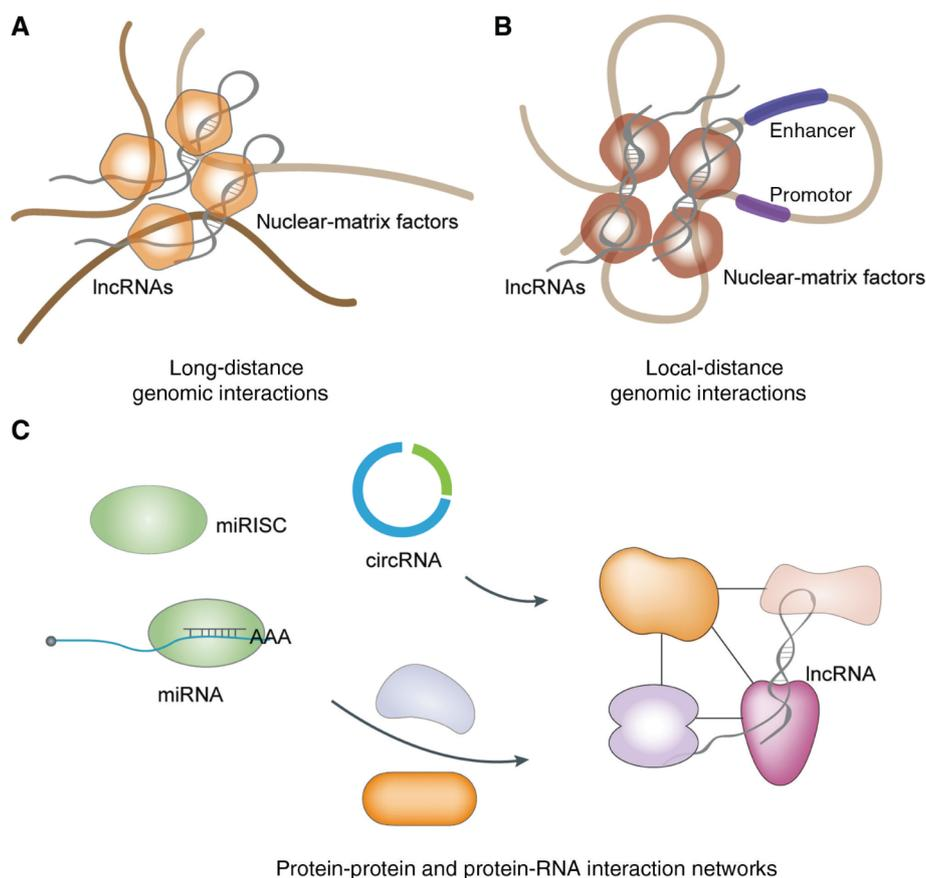 A
Nuclear-matrix factors
lncRNAs
Long-distance
genomic interactions
B
Enhancer
Promotor
lncRNAs
Nuclear-matrix factors
Local-distance
genomic interactions
C
miRISC
AAA
miRNA
circRNA
lncRNA
Protein-protein and protein-RNA interaction networks